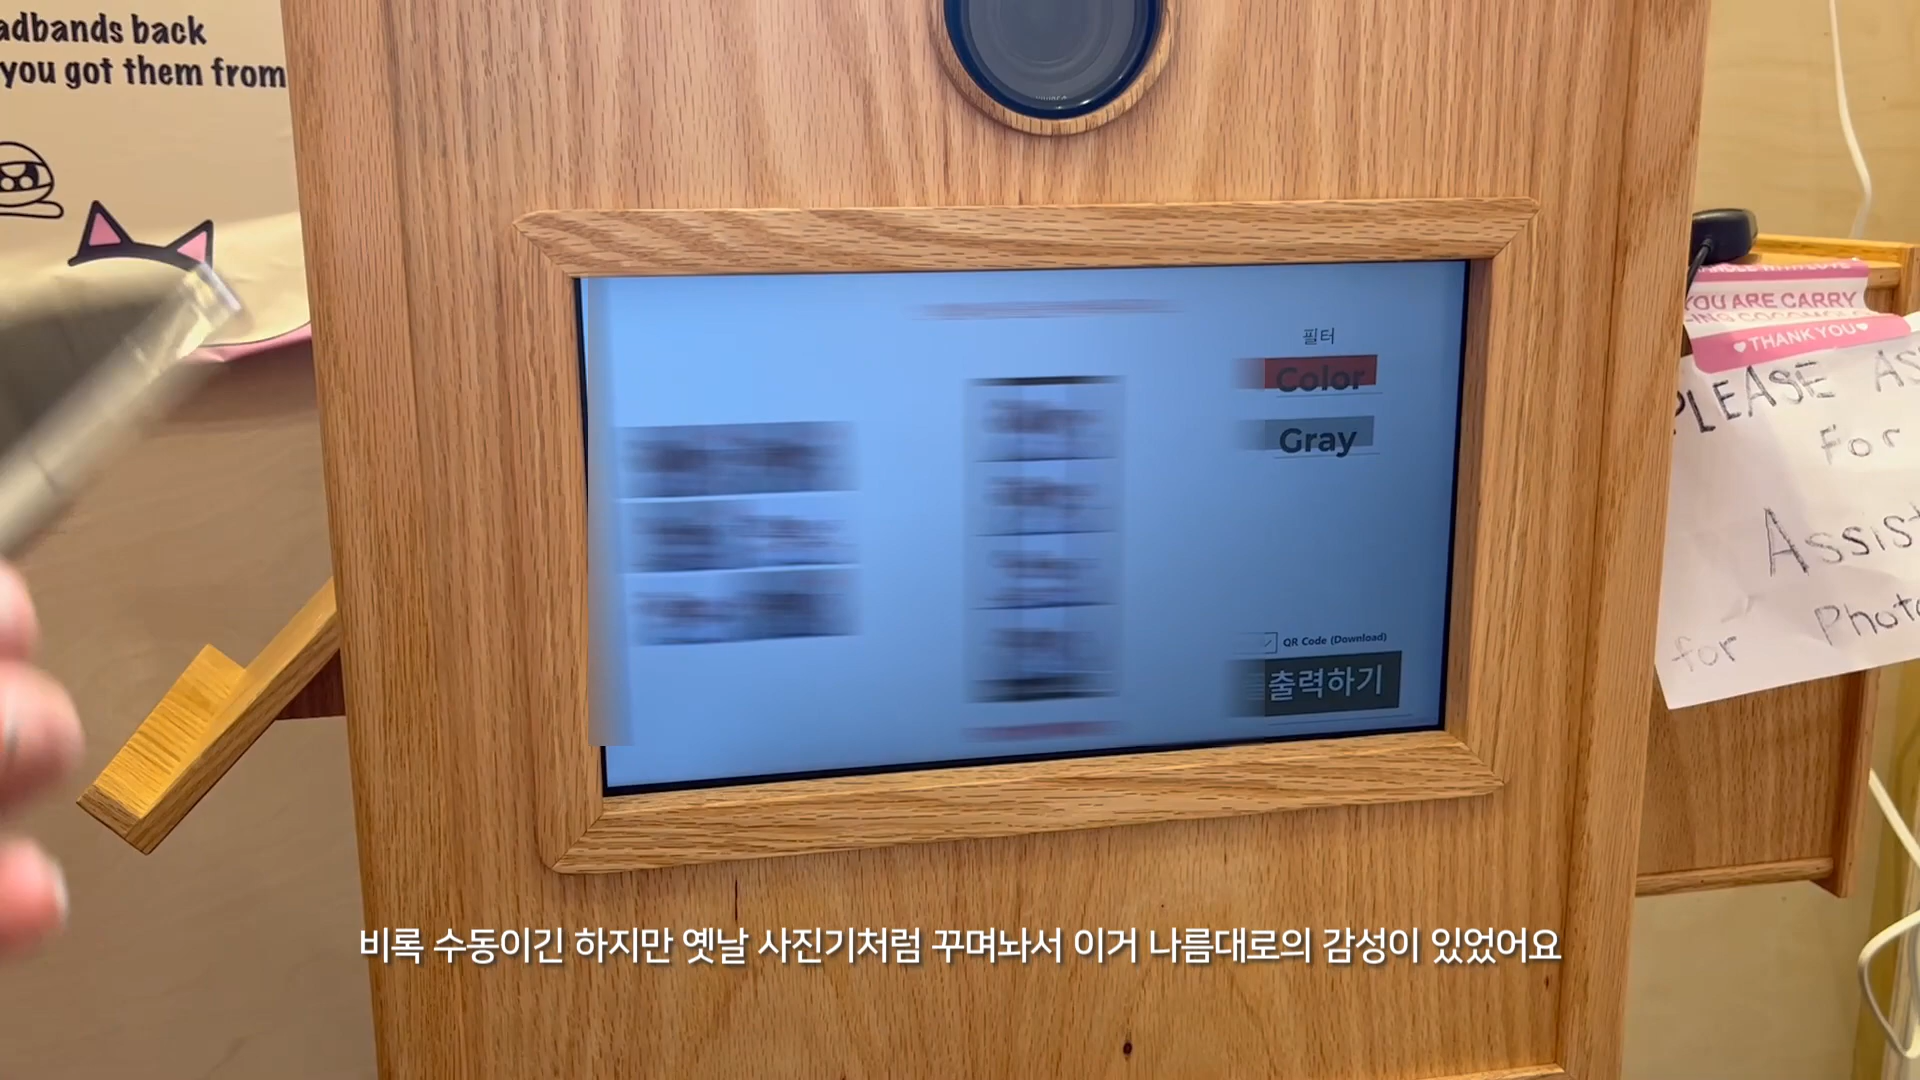 adbands back
you got them from
필터
Color
Gray
QR Code (Download)
출력하기
YOU ARE CARRY
THANK YOU
PLEASE AS
For
Assist
for Photo
비록 수동이긴 하지만 옛날 사진기처럼 꾸며놔서 이거 나름대로의 감성이 있었어요